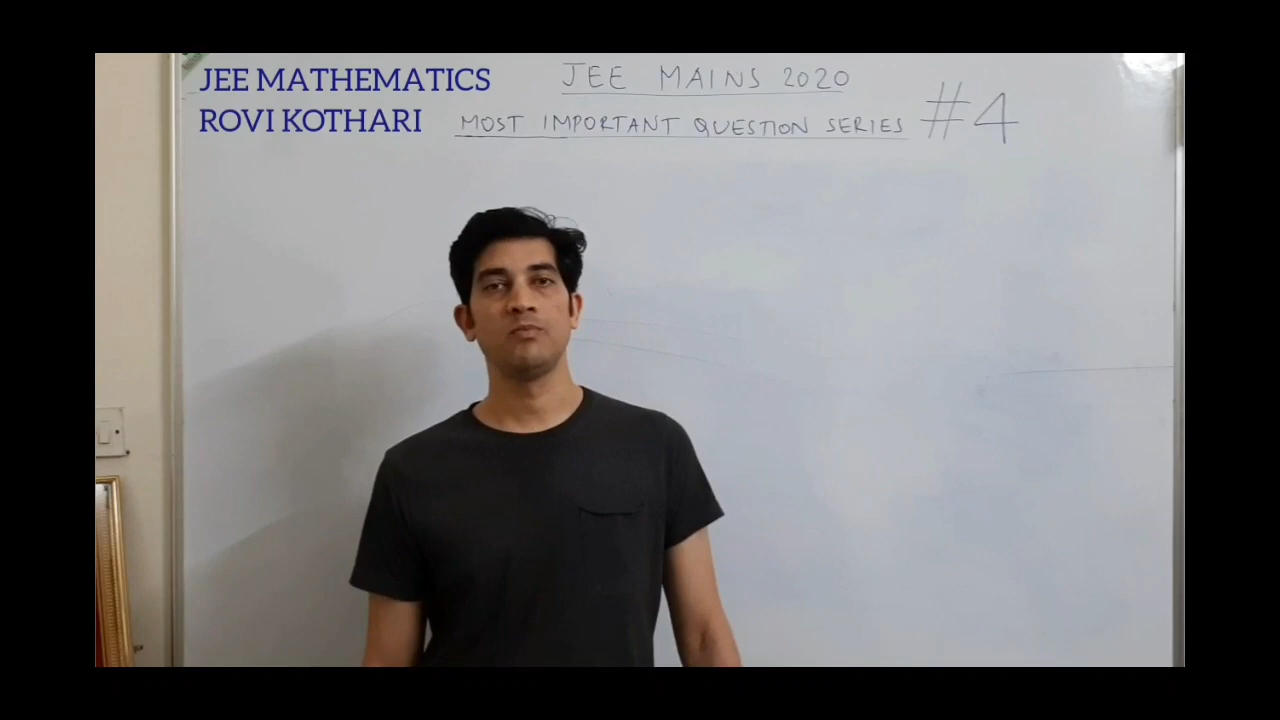 JEE MATHEMATICS
ROVI KOTHARI
JEE MAINS 2020
MOST IMPORTANT QUESTION SERIES #4